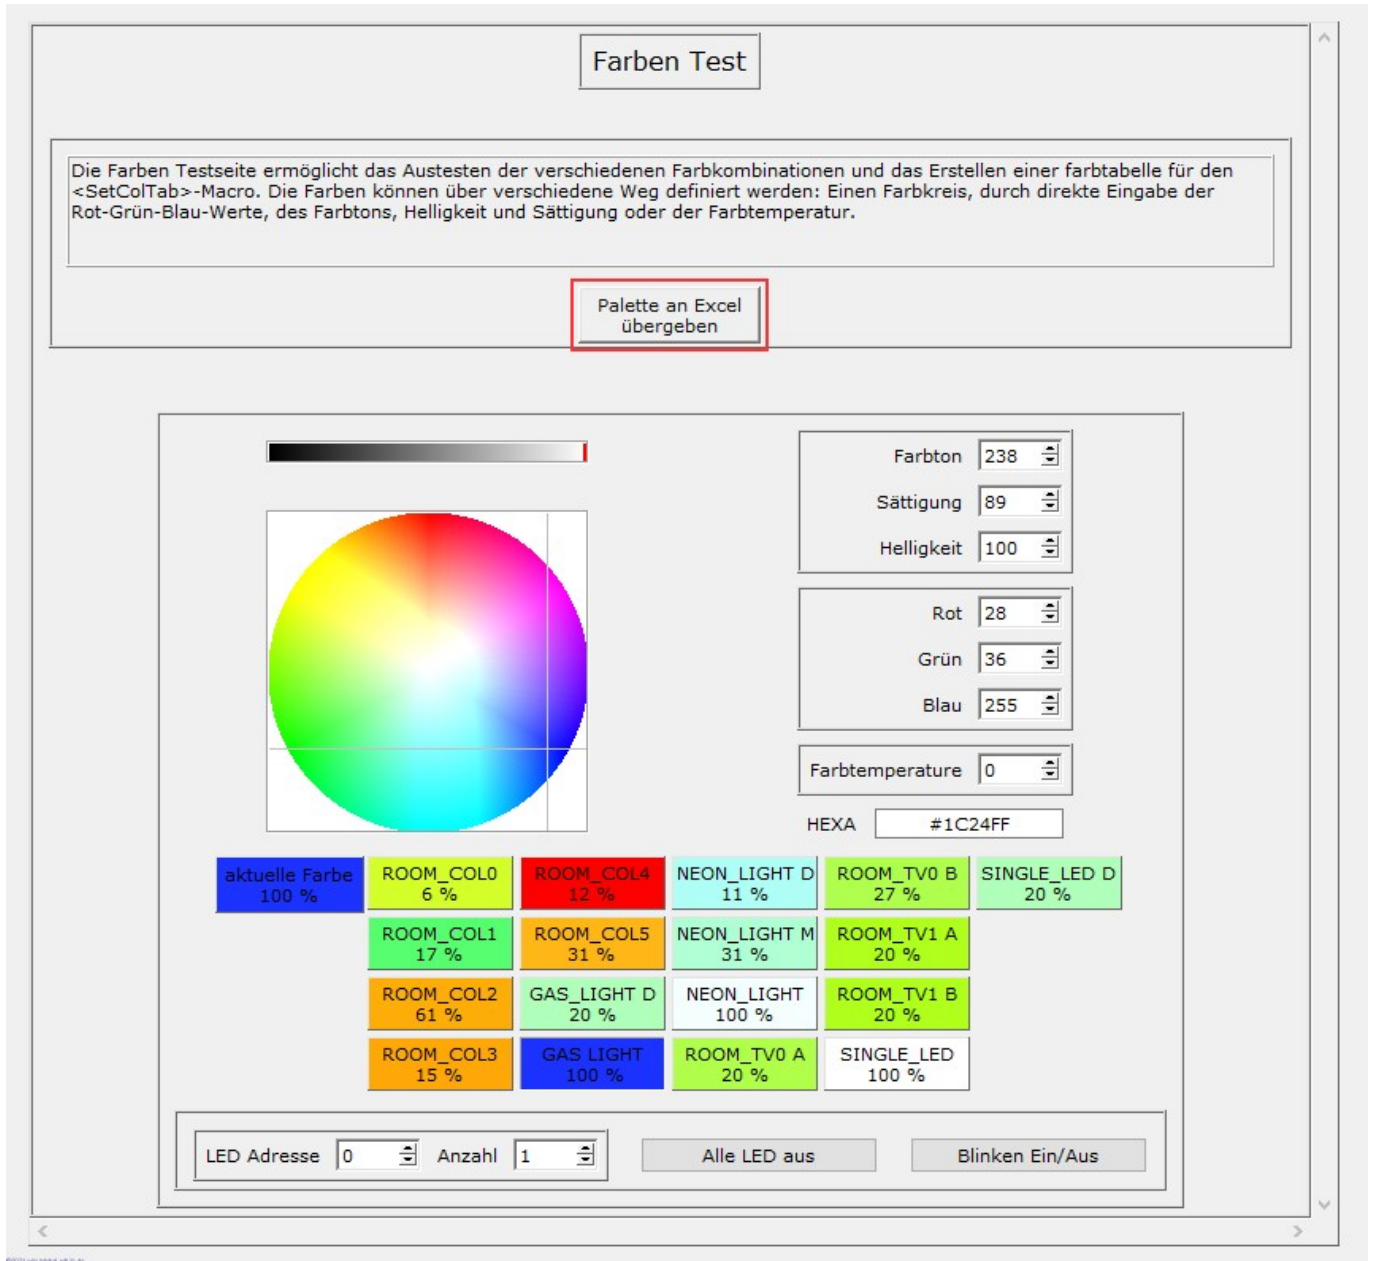 Farben Test
Die Farben Testseite ermöglicht das Austesten der verschiedenen Farbkombinationen und das Erstellen einer farbtabelle für den
<SetColTab>-Macro. Die Farben können über verschiedene Weg definiert werden: Einen Farbkreis, durch direkte Eingabe der
Rot-Grün-Blau-Werte, des Farbtons, Helligkeit und Sättigung oder der Farbtemperatur.
Palette an Excel
übergeben
Farbton 238
Sättigung 89
Helligkeit 100
Rot 28
Grün 36
Blau 255
Farbtemperature 0
HEXA #1C24FF
aktuelle Farbe ROOM_COL0 ROOM_COL4 NEON_LIGHT D ROOM_TV0 B SINGLE_LED D
100 % 6 % 12 % 11 % 27 % 20 %
ROOM_COL1 ROOM_COL5 NEON_LIGHT M ROOM_TV1 A
17 % 31 % 31 % 20 %
ROOM_COL2 GAS_LIGHT D NEON_LIGHT ROOM_TV1 B
61 % 20 % 100 % 20 %
ROOM_COL3 GAS LIGHT ROOM_TV0 A SINGLE_LED
15 % 100 % 20 % 100 %
LED Adresse 0 Anzahl 1 Alle LED aus Blinken Ein/Aus